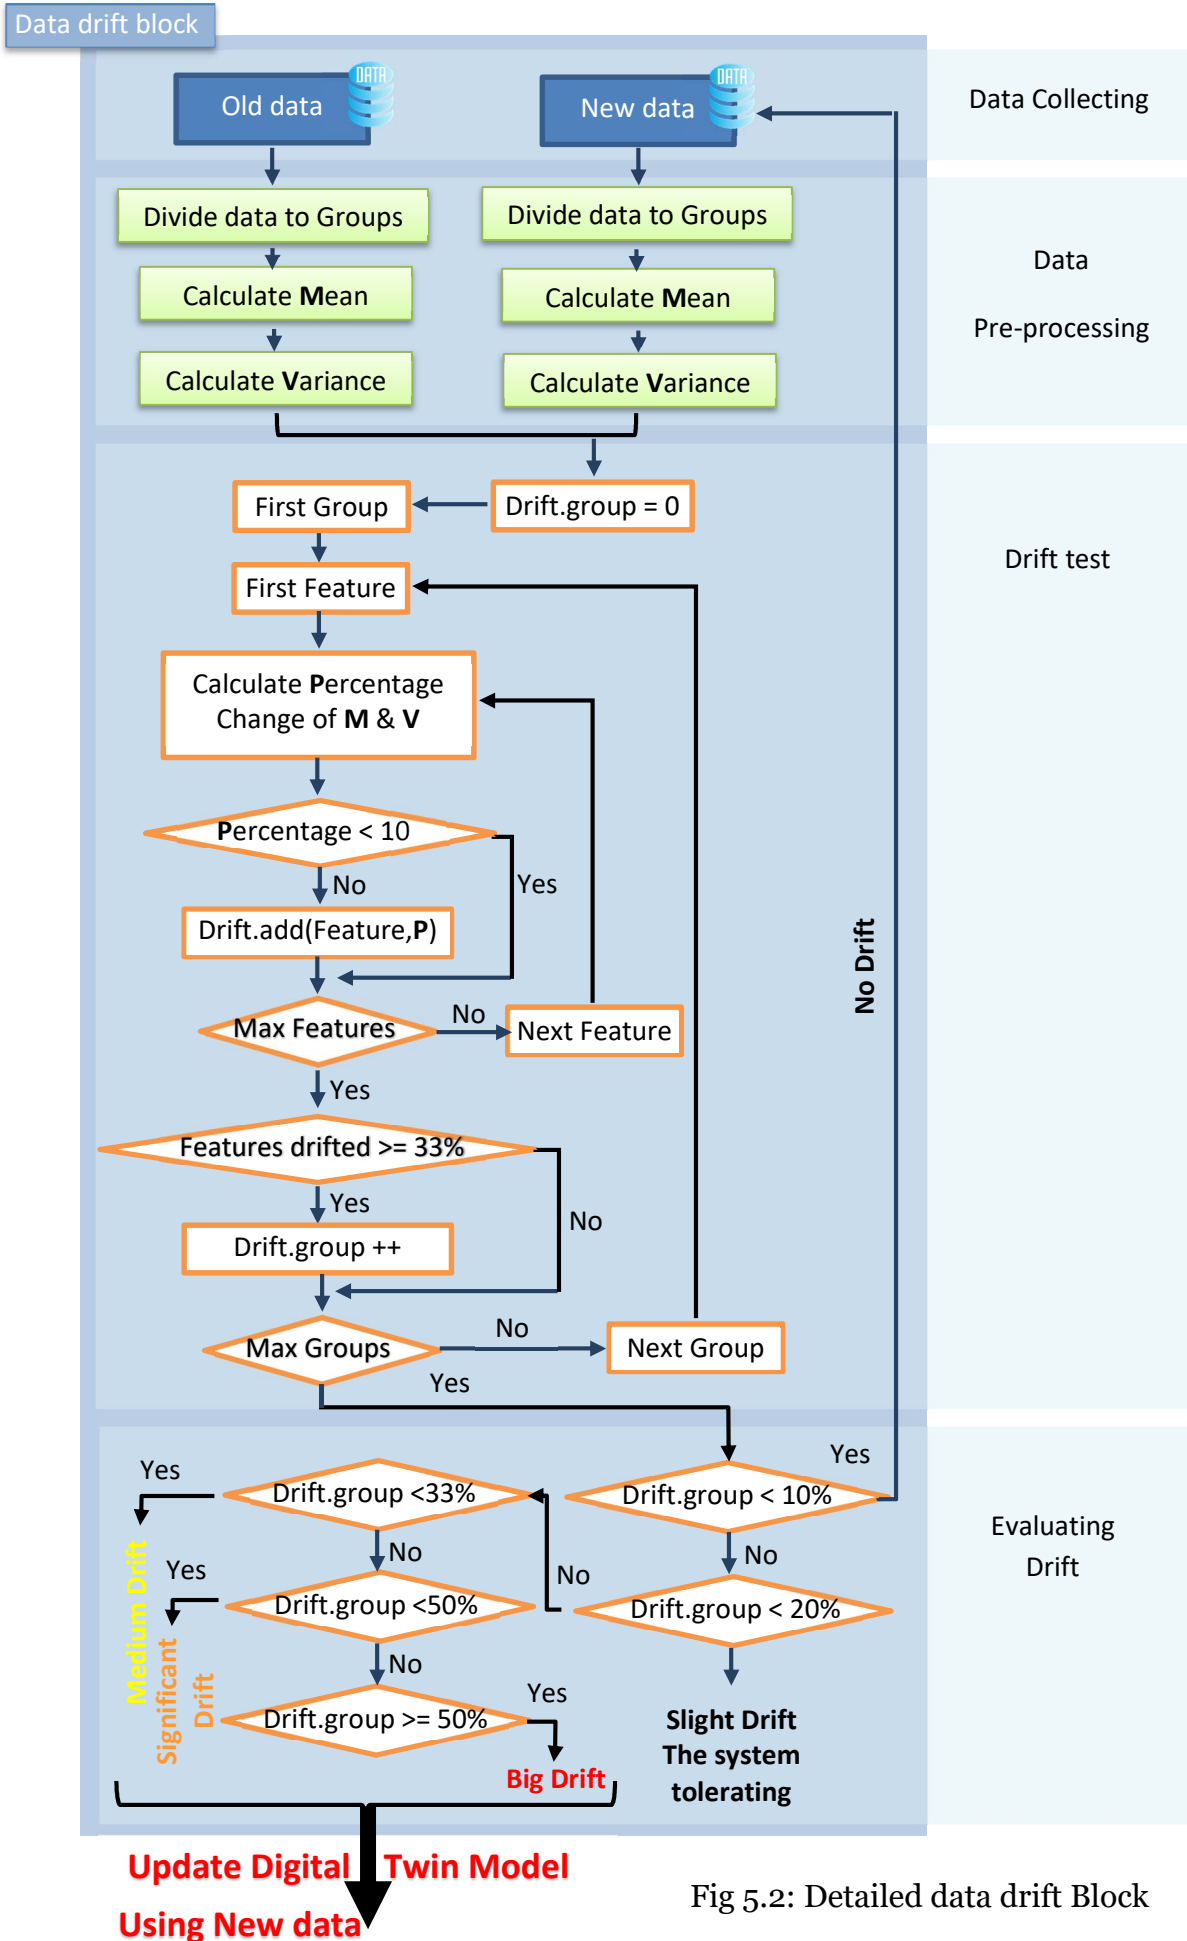 Data drift block
DATA
Old data
DATA
New data
Data Collecting
Divide data to Groups
Divide data to Groups
Calculate Mean
Calculate Mean
Calculate Variance
Calculate Variance
Data
Pre-processing
Drift.group = 0
First Group
First Feature
Drift test
Calculate Percentage
Change of M & V
Percentage < 10
No
Yes
Drift.add(Feature,P)
Max Features
No
Next Feature
Yes
Features drifted >= 33%
Yes
No
Drift.group ++
Max Groups
No
Next Group
Yes
No Drift
Drift.group < 10%
Yes
No
Drift.group < 20%
No
Slight Drift
The system
tolerating
Drift.group <33%
Yes
Medium Drift
No
Drift.group <50%
Yes
Significant
Drift
No
Drift.group >= 50%
Yes
Big Drift
Evaluating
Drift
Update Digital Twin Model
Using New data
Fig 5.2: Detailed data drift Block